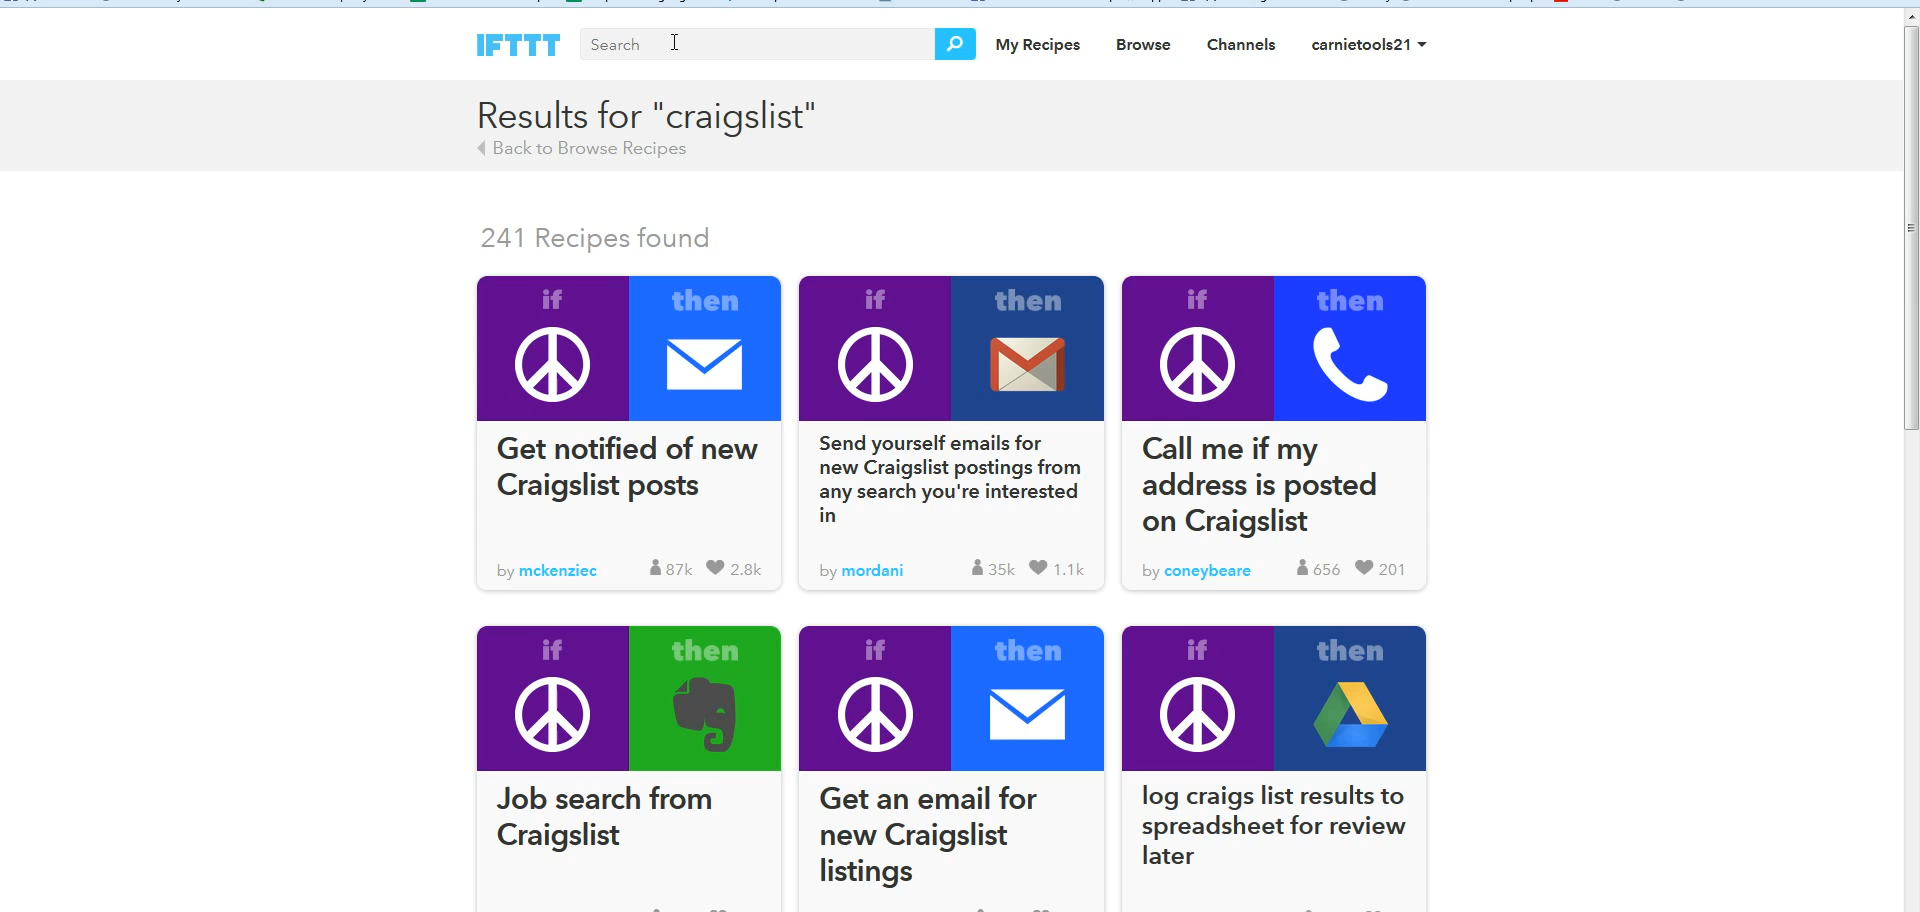 IFTTT
Search
My Recipes
Browse
Channels
carnietools21
Results for "craigslist"
Back to Browse Recipes
241 Recipes found
if then
Get notified of new
Craigslist posts
by mckenziec 87k 2.8k
if then
Send yourself emails for
new Craigslist postings from
any search you're interested
in
by mordani 35k 1.1k
if then
Call me if my
address is posted
on Craigslist
by coneybeare 656 201
if then
Job search from
Craigslist
if then
Get an email for
new Craigslist
listings
if then
log craigs list results to
spreadsheet for review
later